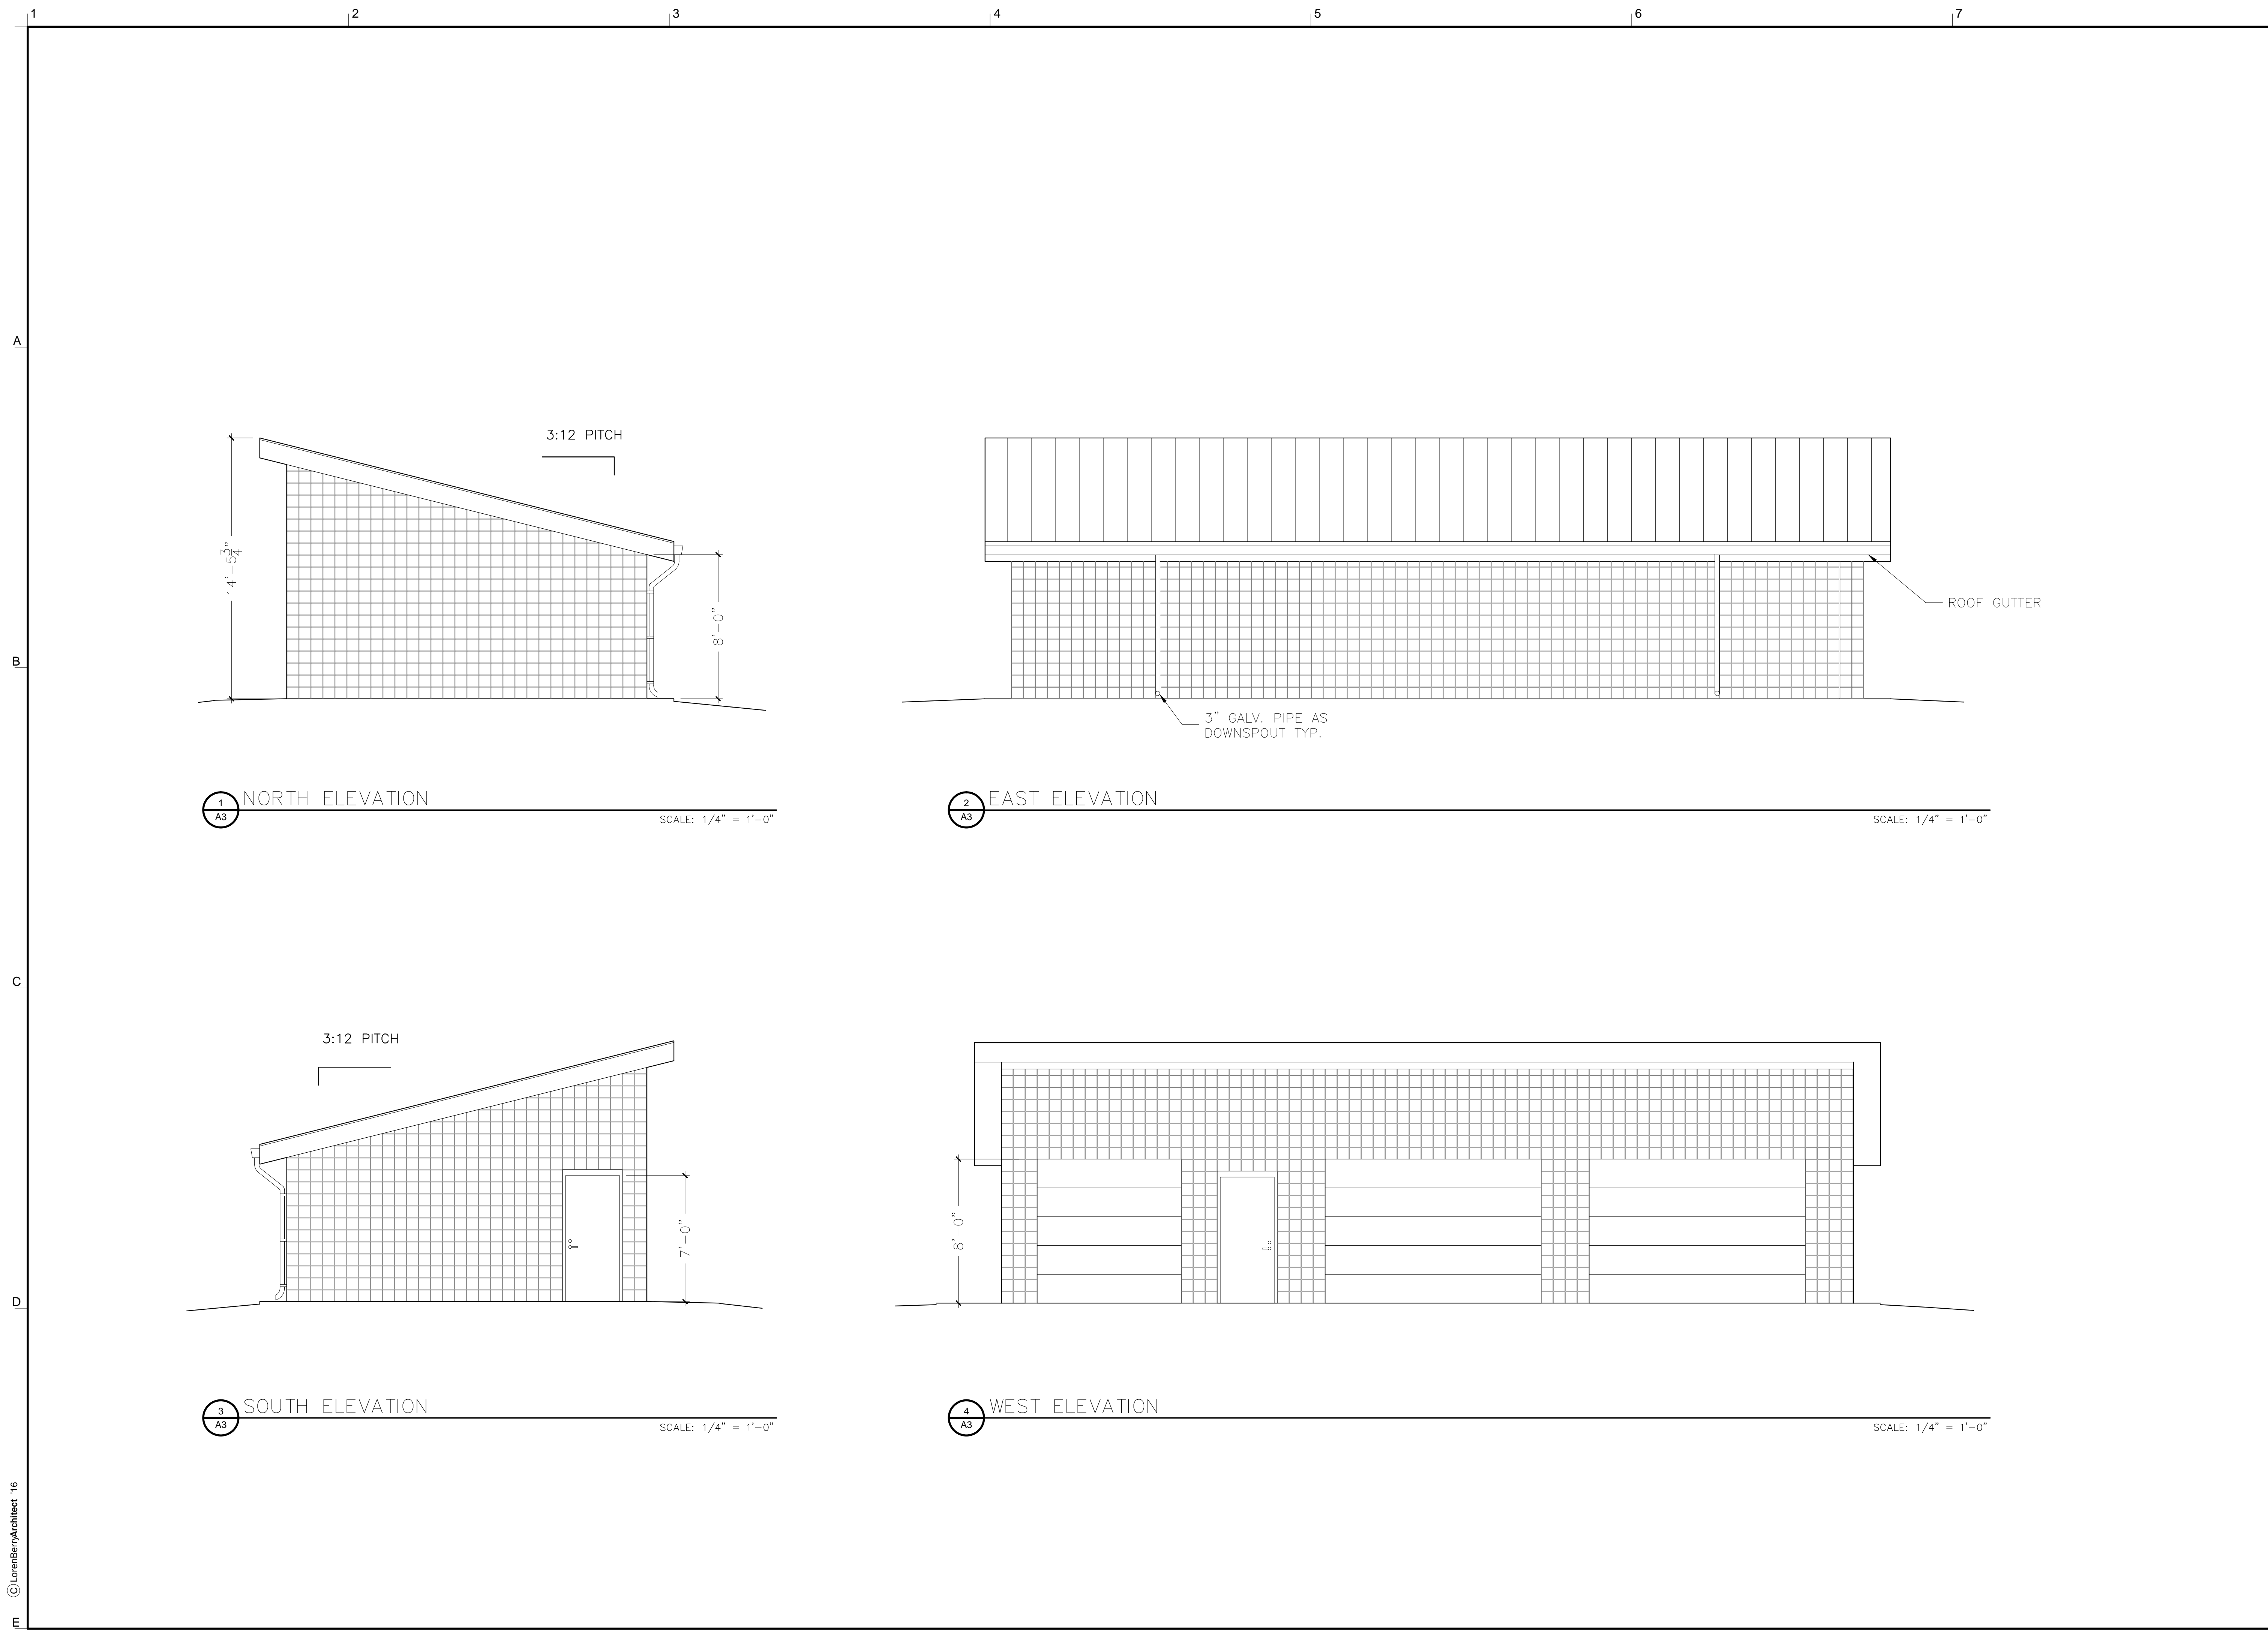 1
2
3
4
5
6
7
A
B
C
D
E
3:12 PITCH
14'-5 3/4"
8'-0"
ROOF GUTTER
3" GALV. PIPE AS
DOWNSPOUT TYP.
1
A3
NORTH ELEVATION
SCALE: 1/4" = 1'-0"
2
A3
EAST ELEVATION
SCALE: 1/4" = 1'-0"
3:12 PITCH
7'-0"
8'-0"
3
A3
SOUTH ELEVATION
SCALE: 1/4" = 1'-0"
4
A3
WEST ELEVATION
SCALE: 1/4" = 1'-0"
© LorenBerryArchitect '16